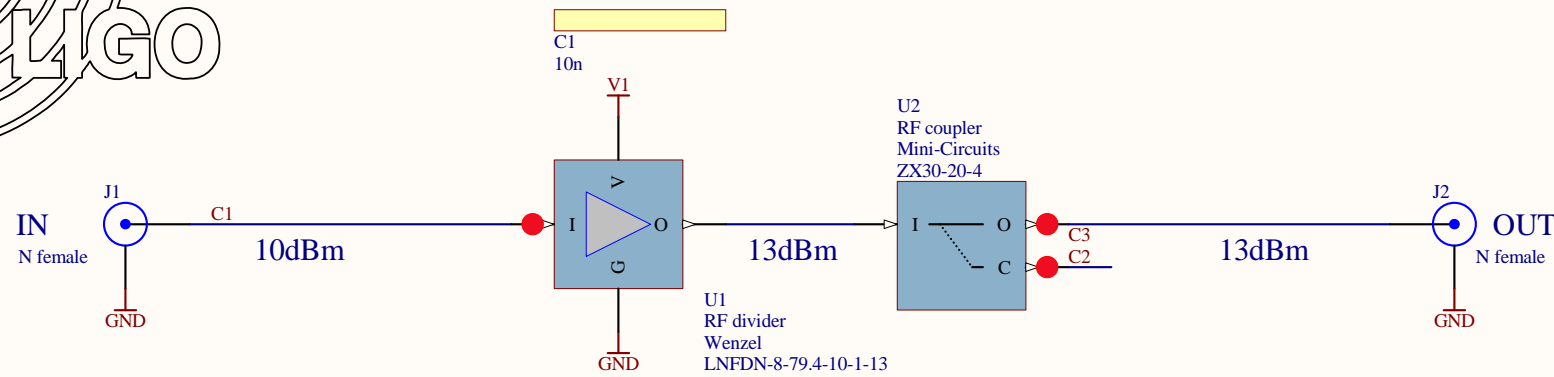 LIGO
C1
10n
V1
U2
RF coupler
Mini-Circuits
ZX30-20-4
J1
IN
N female
C1
10dBm
GND
V
I
O
G
GND
13dBm
U1
RF divider
Wenzel
LNFDN-8-79.4-10-1-13
I
O
C
C3
C2
13dBm
J2
OUT
N female
GND